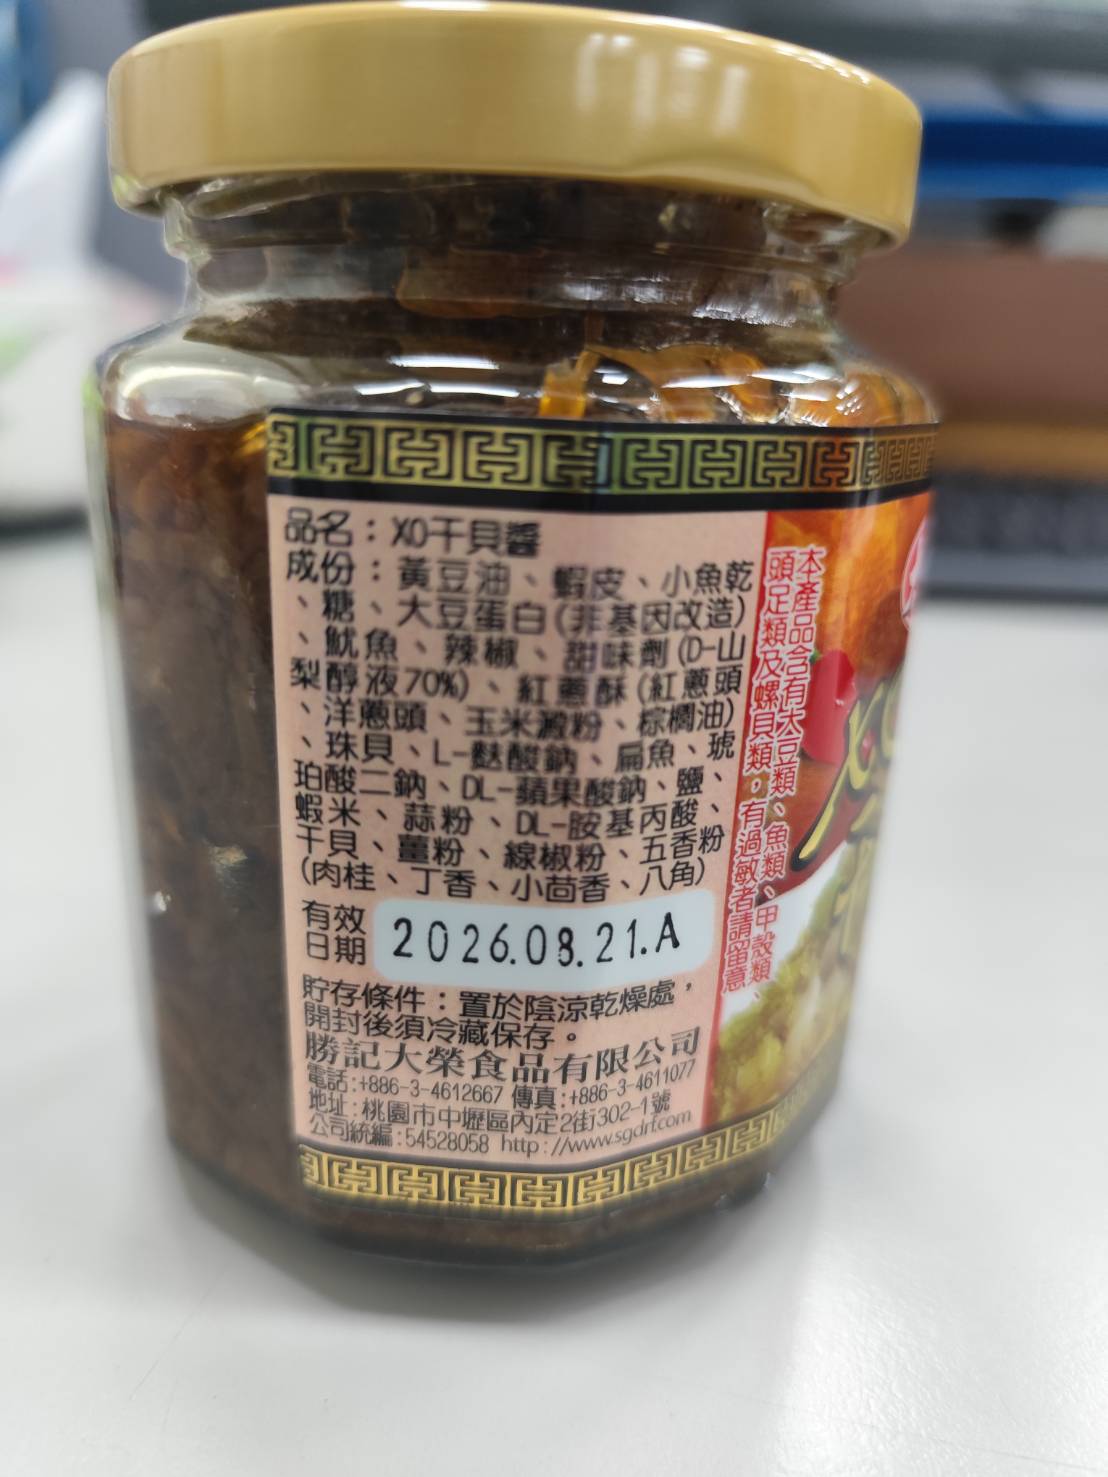 品名：XO干貝醬
成份：黃豆油、蝦皮、小魚乾
、糖、大豆蛋白(非基因改造)
、魷魚、辣椒、甜味劑(D-山
梨醇液70%)、紅蔥酥(紅蔥頭
、洋蔥頭、玉米澱粉、棕櫚油)
、珠貝、L-麩酸鈉、扁魚、琥
珀酸二鈉、DL-蘋果酸鈉、鹽、
蝦米、蒜粉、DL-胺基丙酸、
干貝、薑粉、線椒粉、五香粉
(肉桂、丁香、小茴香、八角)
有效
日期 2026.08.21.A
貯存條件：置於陰涼乾燥處，
開封後須冷藏保存。
勝記大榮食品有限公司
電話:+886-3-4612667 傳真:+886-3-4611077
地址:桃園市中壢區內定2街302-1號
公司統編:54528058 http://www.sgdrf.com
本產品含有大豆類、魚類、甲殼類、
頭足類及螺貝類，有過敏者請留意
XO